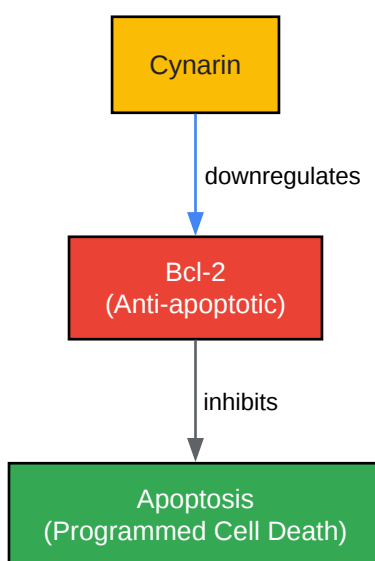 Cynarin
downregulates
Bcl-2
(Anti-apoptotic)
inhibits
Apoptosis
(Programmed Cell Death)